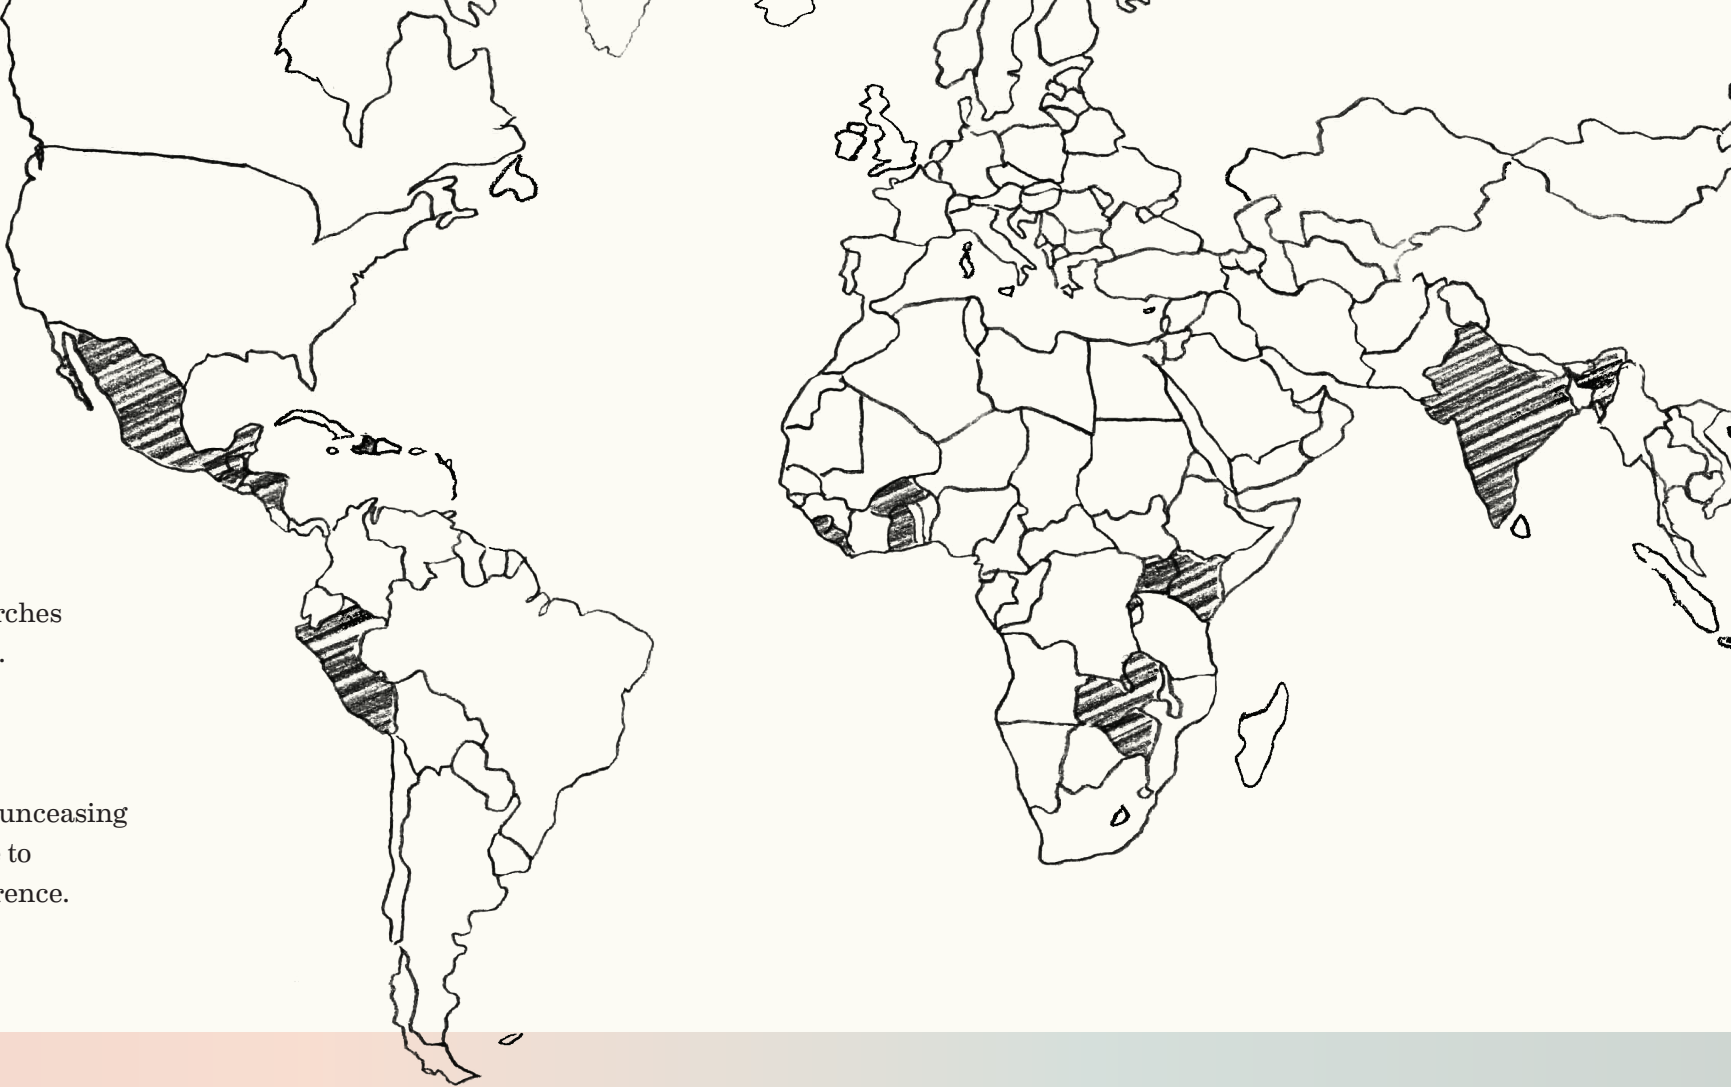 rches
.
unceasing
to
rence.